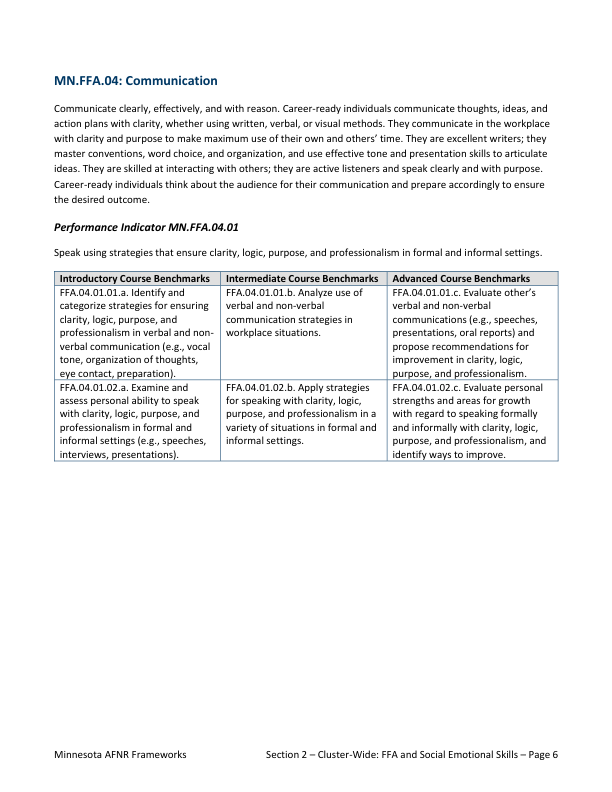 MN.FFA.04: Communication
Communicate clearly, effectively, and with reason. Career-ready individuals communicate thoughts, ideas, and
action plans with clarity, whether using written, verbal, or visual methods. They communicate in the workplace
with clarity and purpose to make maximum use of their own and others’ time. They are excellent writers; they
master conventions, word choice, and organization, and use effective tone and presentation skills to articulate
ideas. They are skilled at interacting with others; they are active listeners and speak clearly and with purpose.
Career-ready individuals think about the audience for their communication and prepare accordingly to ensure
the desired outcome.
Performance Indicator MN.FFA.04.01
Speak using strategies that ensure clarity, logic, purpose, and professionalism in formal and informal settings.
Introductory Course Benchmarks
Intermediate Course Benchmarks
Advanced Course Benchmarks
FFA.04.01.01.a. Identify and
categorize strategies for ensuring
clarity, logic, purpose, and
professionalism in verbal and non-
verbal communication (e.g., vocal
tone, organization of thoughts,
eye contact, preparation).
FFA.04.01.01.b. Analyze use of
verbal and non-verbal
communication strategies in
workplace situations.
FFA.04.01.01.c. Evaluate other’s
verbal and non-verbal
communications (e.g., speeches,
presentations, oral reports) and
propose recommendations for
improvement in clarity, logic,
purpose, and professionalism.
FFA.04.01.02.a. Examine and
assess personal ability to speak
with clarity, logic, purpose, and
professionalism in formal and
informal settings (e.g., speeches,
interviews, presentations).
FFA.04.01.02.b. Apply strategies
for speaking with clarity, logic,
purpose, and professionalism in a
variety of situations in formal and
informal settings.
FFA.04.01.02.c. Evaluate personal
strengths and areas for growth
with regard to speaking formally
and informally with clarity, logic,
purpose, and professionalism, and
identify ways to improve.
Minnesota AFNR Frameworks
Section 2 – Cluster-Wide: FFA and Social Emotional Skills – Page 6